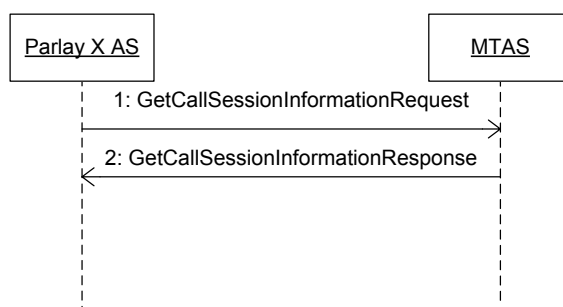 Parlay X AS
MTAS
1: GetCallSessionInformationRequest
2: GetCallSessionInformationResponse